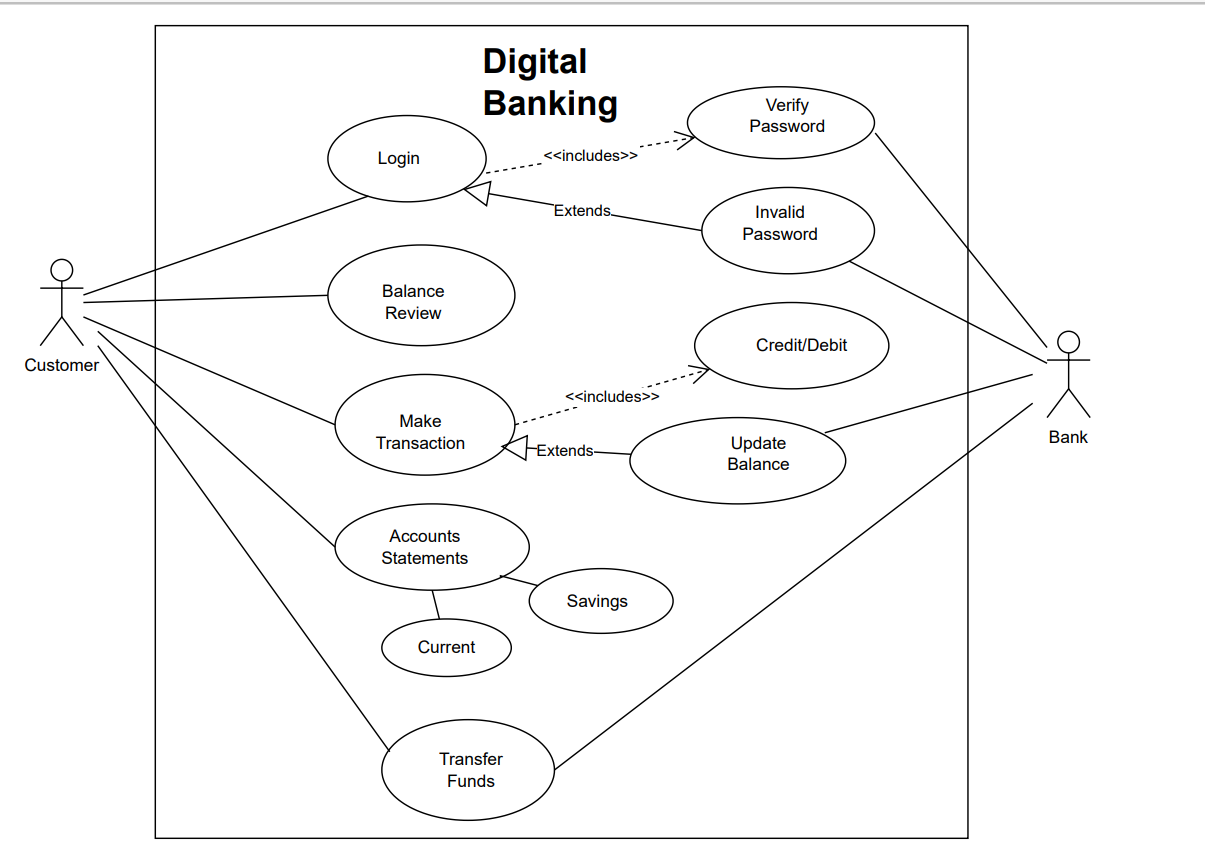 Digital
Banking
Verify
Password
Login
<<includes>>
Extends
Invalid
Password
Balance
Review
Customer
Credit/Debit
<<includes>>
Make
Transaction
Extends
Update
Balance
Bank
Accounts
Statements
Savings
Current
Transfer
Funds